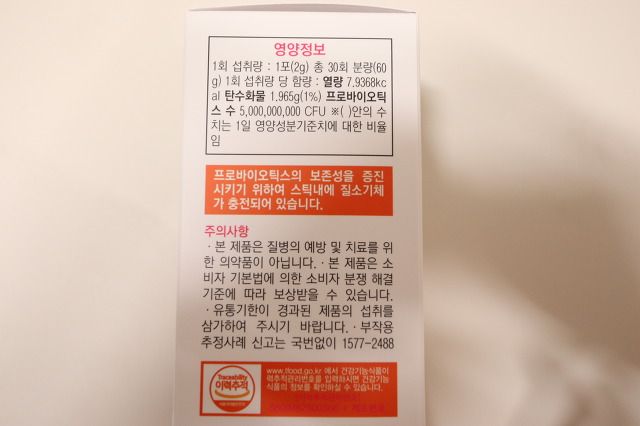 영양정보
1회 섭취량 : 1포(2g) 총 30회 분량(60
g) 1회 섭취량 당 함량 : 열량 7.9368kc
al 탄수화물 1.965g(1%) 프로바이오틱
스 수 5,000,000,000 CFU ※( )안의 수
치는 1일 영양성분기준치에 대한 비율
임
프로바이오틱스의 보존성을 증진
시키기 위하여 스틱내에 질소기체
가 충전되어 있습니다.
주의사항
· 본 제품은 질병의 예방 및 치료를 위
한 의약품이 아닙니다. · 본 제품은 소
비자 기본법에 의한 소비자 분쟁 해결
기준에 따라 보상받을 수 있습니다.
· 유통기한이 경과된 제품의 섭취를
삼가하여 주시기 바랍니다. · 부작용
추정사례 신고는 국번없이 1577-2488
Traceability
이력추적
www.tfood.go.kr 에서 건강기능식품이
력추적관리번호를 입력하시면 건강기능
식품의 정보를 확인하실 수 있습니다.